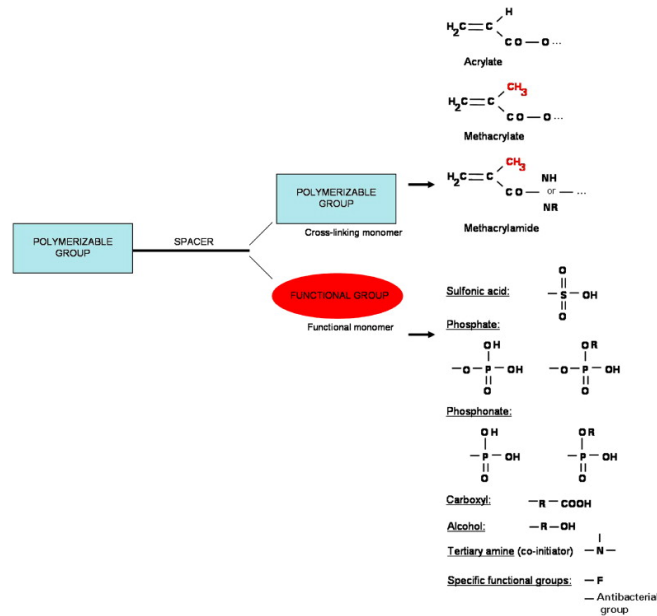 H
H₂C=C
CO—O...
Acrylate
CH₃
H₂C=C
CO—O...
Methacrylate
CH₃
H₂C=C
NH
CO— or —...
NR
Methacrylamide
POLYMERIZABLE
GROUP
Cross-linking monomer
POLYMERIZABLE
GROUP
SPACER
FUNCTIONAL GROUP
Functional monomer
Sulfonic acid:
O
—S—OH
O
Phosphate:
OH OR
—O—P—OH —O—P—OH
O O
Phosphonate:
OH OR
—P—OH —P—OH
O O
Carboxyl: —R—COOH
Alcohol: —R—OH
Tertiary amine (co-initiator) —N—
Specific functional groups: —F
—Antibacterial
group